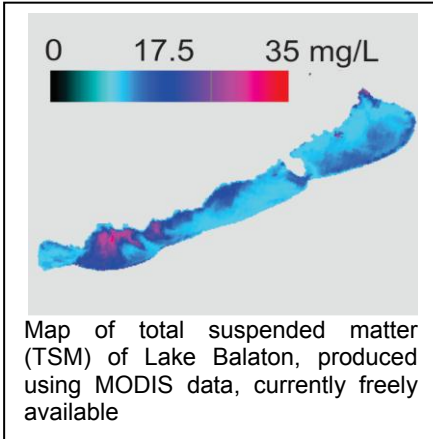 0 17.5 35 mg/L
Map of total suspended matter
(TSM) of Lake Balaton, produced
using MODIS data, currently freely
available